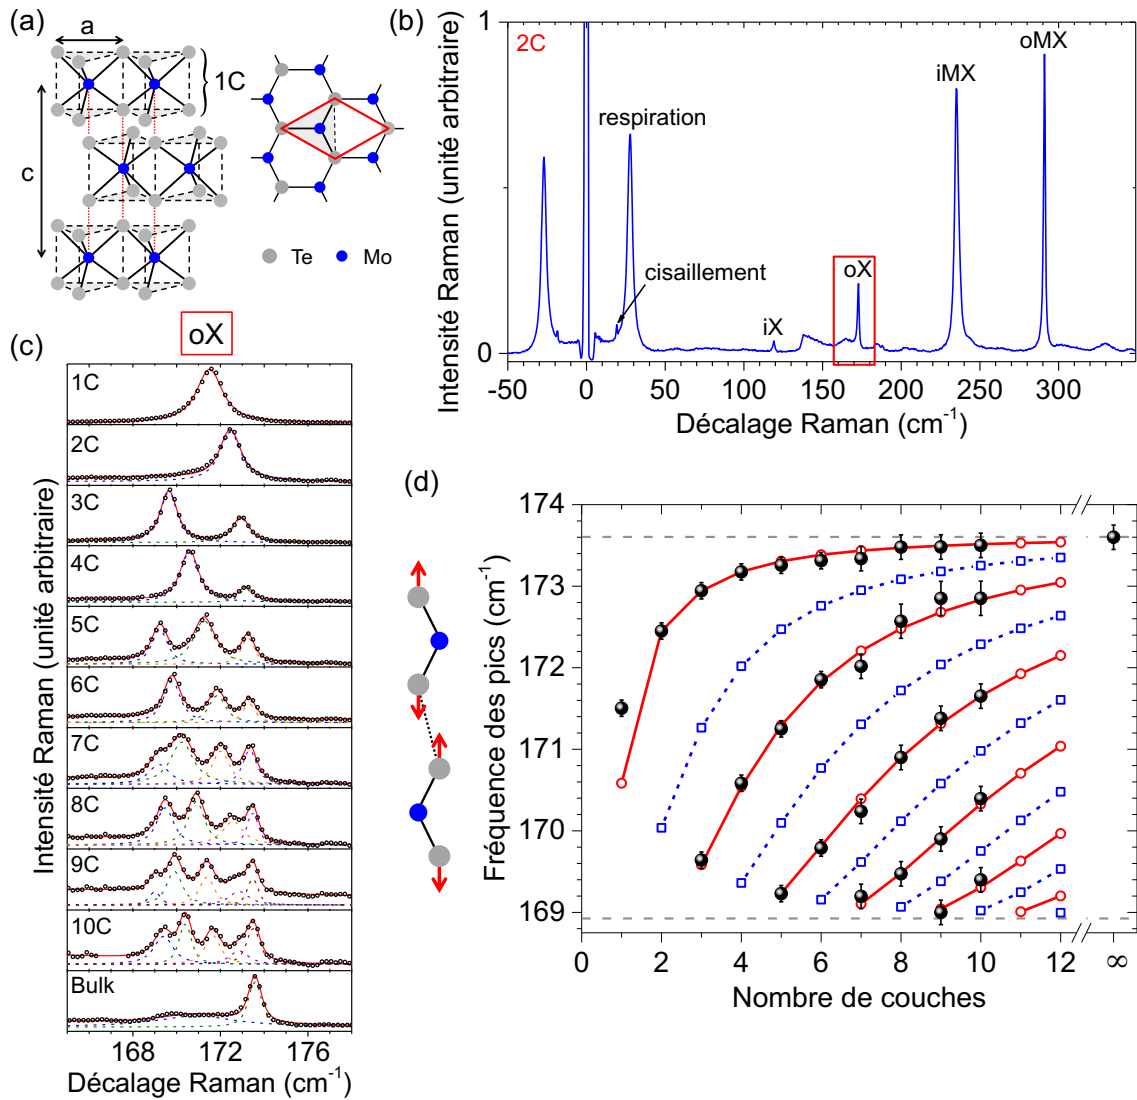 (a)
a
1C
c
Te
Mo
(b)
Intensité Raman (unité arbitraire)
1
0
2C
respiration
cisaillement
iX
oX
iMX
oMX
-50 0 50 100 150 200 250 300
Décalage Raman (cm-1)
(c)
oX
Intensité Raman (unité arbitraire)
1C
2C
3C
4C
5C
6C
7C
8C
9C
10C
Bulk
168 172 176
Décalage Raman (cm-1)
(d)
Fréquence des pics (cm-1)
174
173
172
171
170
169
0 2 4 6 8 10 12 ∞
Nombre de couches